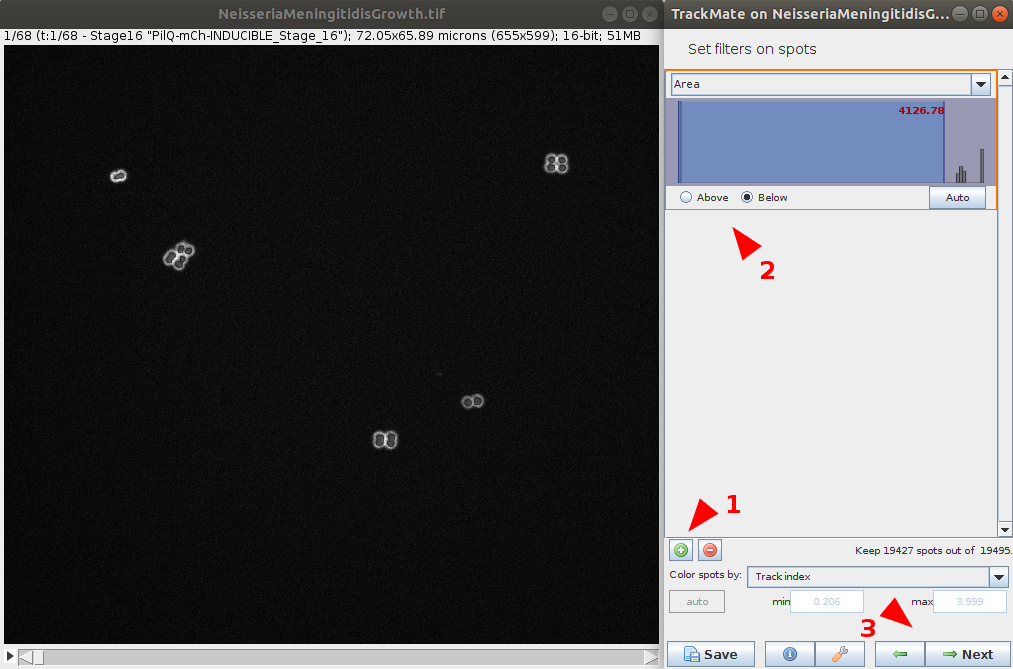 NeisseriaMeningitidisGrowth.tif
1/68 (t:1/68 - Stage16 "PilQ-mCh-INDUCIBLE_Stage_16"); 72.05x65.89 microns (655x599); 16-bit; 51MB
TrackMate on NeisseriaMeningitidisG...
Set filters on spots
Area
4126.78
Above
Below
Auto
2
1
Keep 19427 spots out of 19495.
Color spots by:
Track index
auto
min
0.206
max
3.999
3
Save
Next